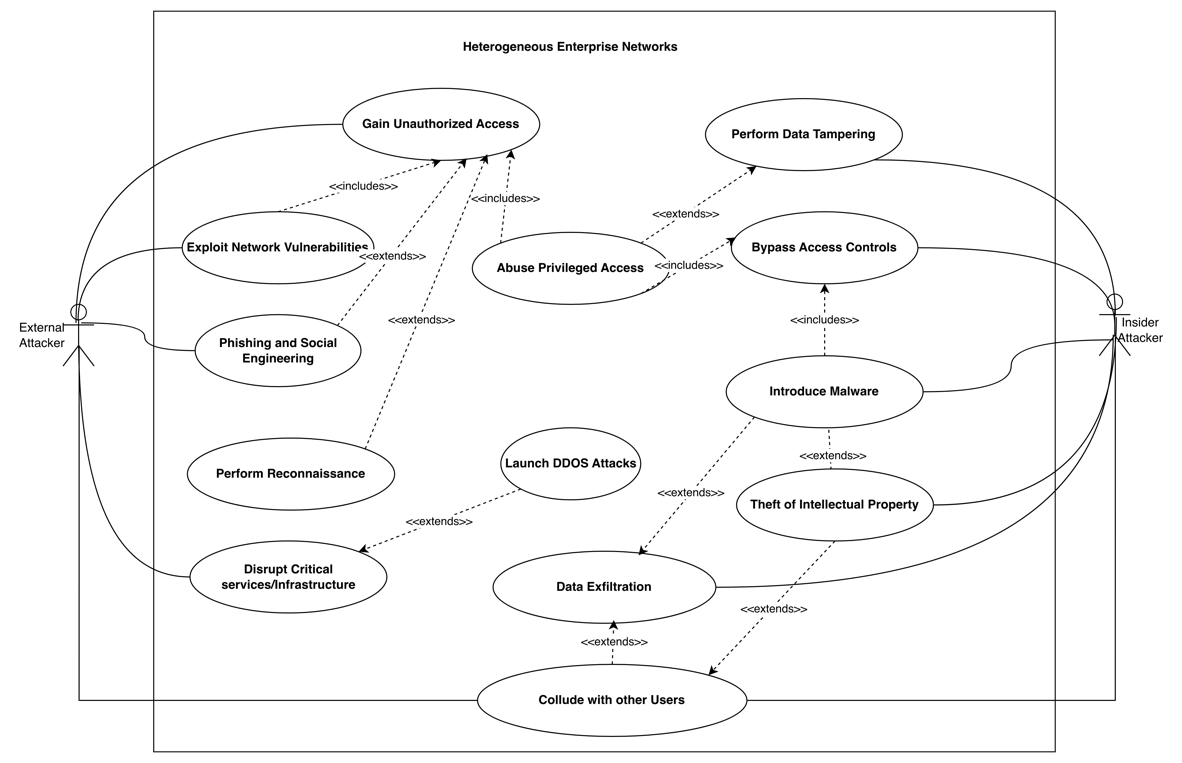 Heterogeneous Enterprise Networks
Gain Unauthorized Access
Perform Data Tampering
<<includes>>
<<includes>>
<<extends>>
Exploit Network Vulnerabilities
<<extends>>
Abuse Privileged Access
<<includes>>
Bypass Access Controls
External
Attacker
<<extends>>
<<includes>>
Insider
Attacker
Phishing and Social
Engineering
Introduce Malware
Perform Reconnaissance
Launch DDOS Attacks
<<extends>>
<<extends>>
Theft of Intellectual Property
<<extends>>
Disrupt Critical
services/Infrastructure
Data Exfiltration
<<extends>>
<<extends>>
Collude with other Users